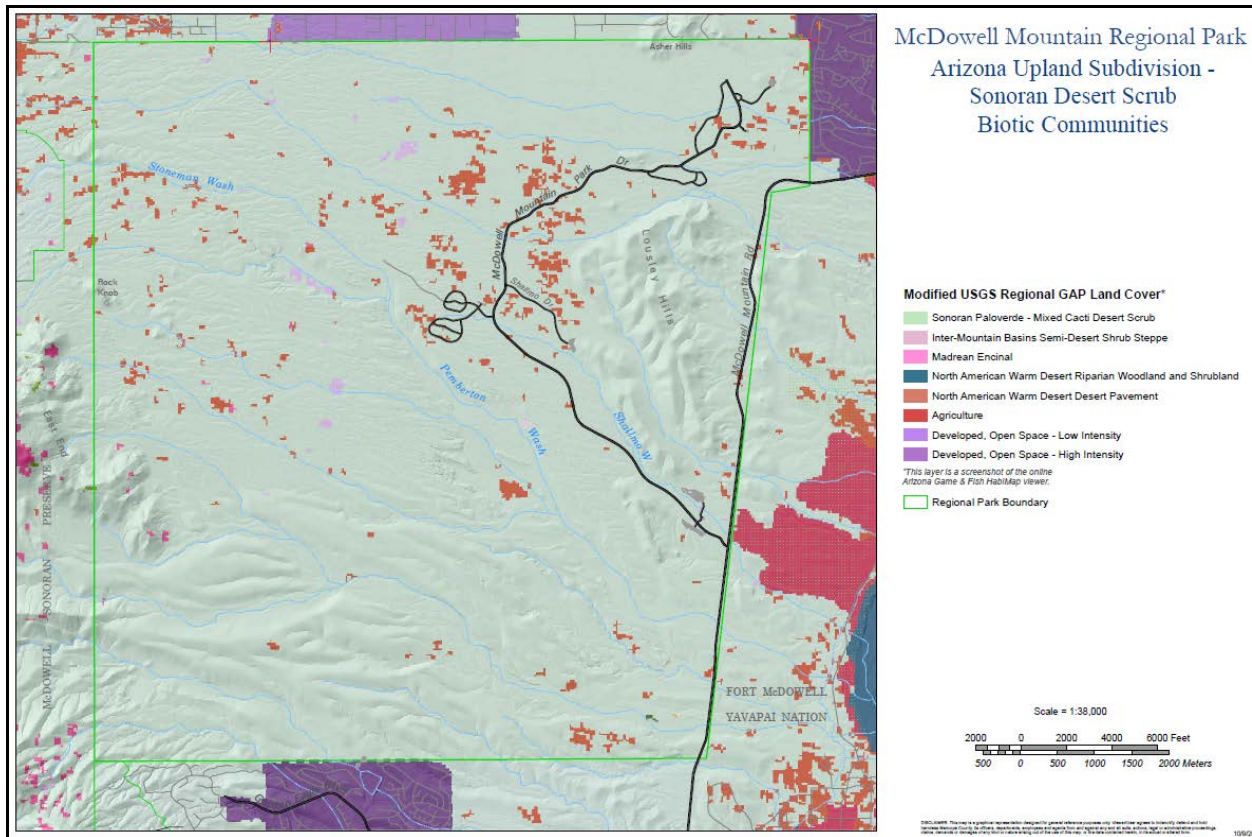 McDowell Mountain Regional Park
Arizona Upland Subdivision -
Sonoran Desert Scrub
Biotic Communities
Asher Hills
Stoneman Wash
McDowell Mountain Park Dr
Lousley Hills
McDowell Mountain Rd
Rock
Knob
Shallmo Dr
Pemberton
Wash
Shallmo W
East End
McDOWELL SONORAN PRESERVE
FORT McDOWELL
YAVAPAI NATION
Modified USGS Regional GAP Land Cover*
Sonoran Paloverde - Mixed Cacti Desert Scrub
Inter-Mountain Basins Semi-Desert Shrub Steppe
Madrean Encinal
North American Warm Desert Riparian Woodland and Shrubland
North American Warm Desert Desert Pavement
Agriculture
Developed, Open Space - Low Intensity
Developed, Open Space - High Intensity
*This layer is a screenshot of the online
Arizona Game & Fish HabiMap viewer.
Regional Park Boundary
Scale = 1:38,000
2000 0 2000 4000 6000 Feet
500 0 500 1000 1500 2000 Meters